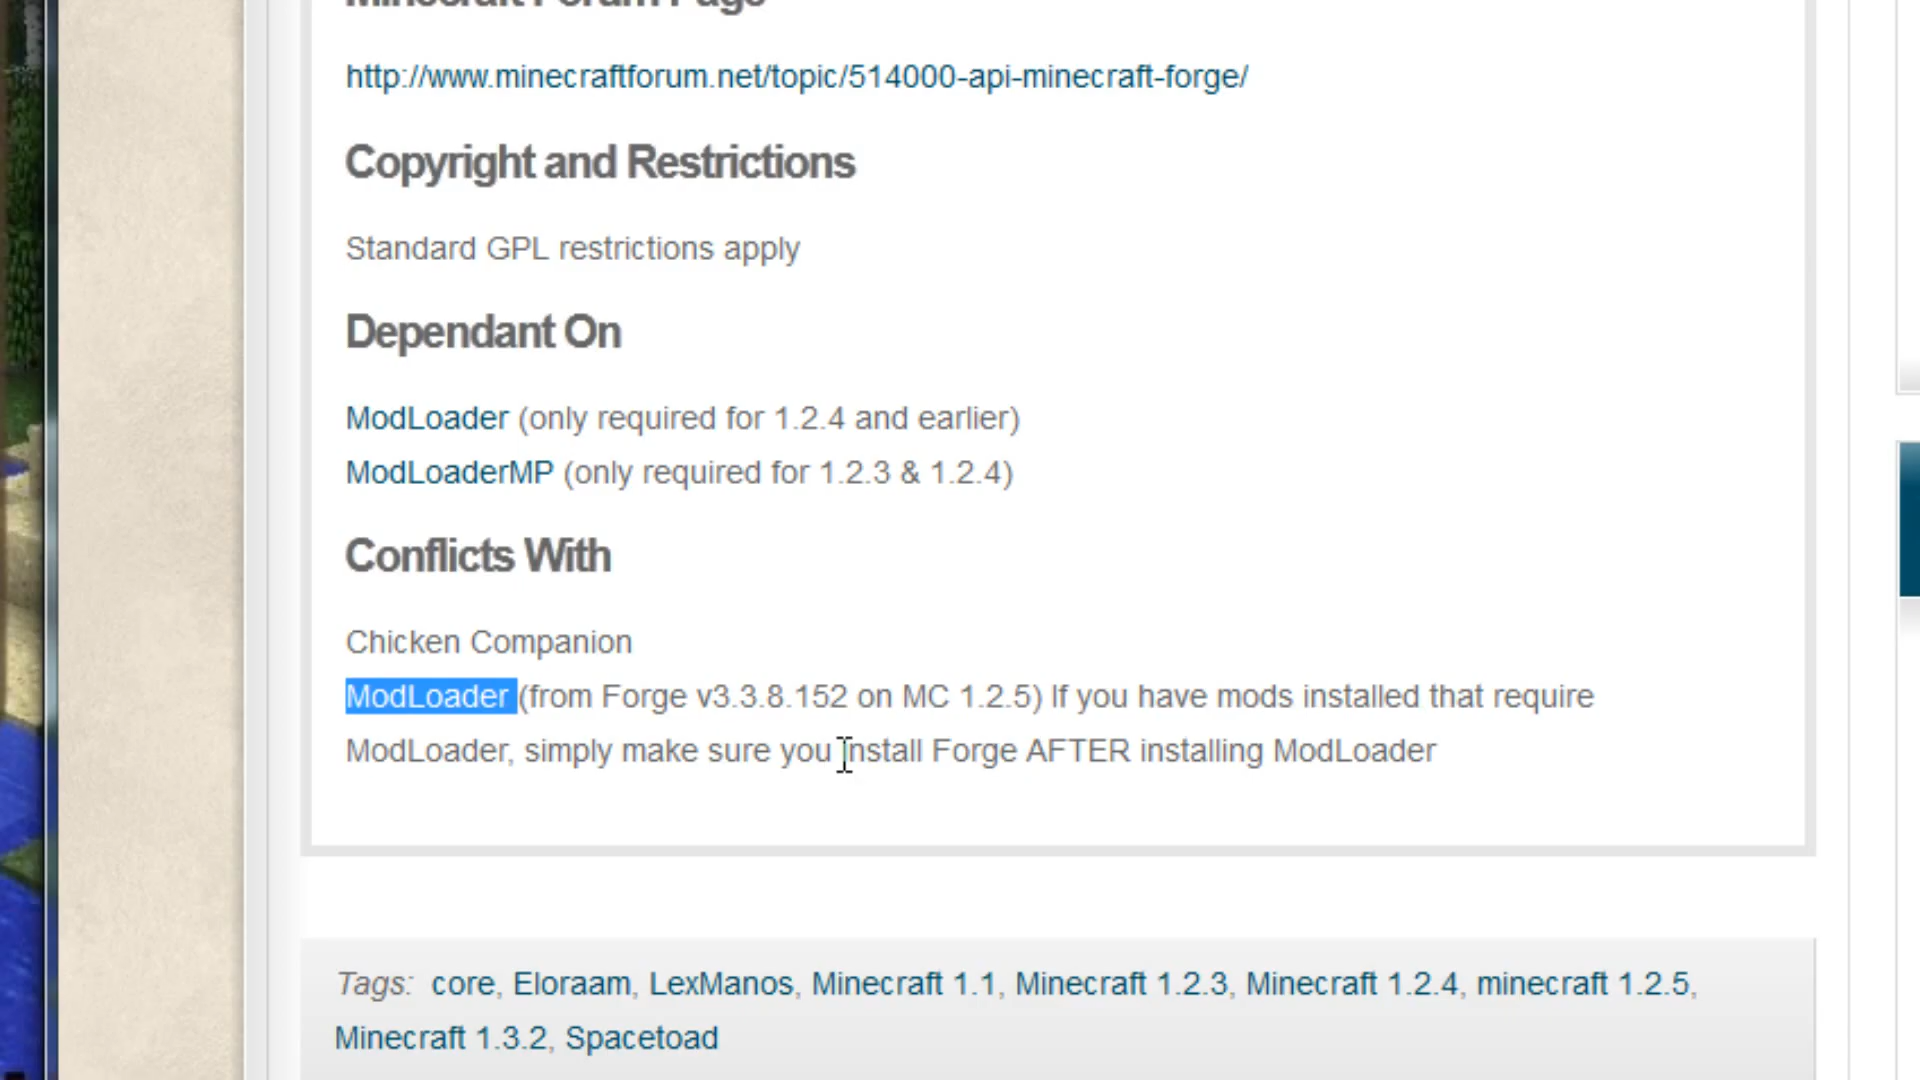 Minecraft Forum Page
http://www.minecraftforum.net/topic/514000-api-minecraft-forge/
Copyright and Restrictions
Standard GPL restrictions apply
Dependant On
ModLoader (only required for 1.2.4 and earlier)
ModLoaderMP (only required for 1.2.3 & 1.2.4)
Conflicts With
Chicken Companion
ModLoader (from Forge v3.3.8.152 on MC 1.2.5) If you have mods installed that require
ModLoader, simply make sure you install Forge AFTER installing ModLoader
Tags: core, Eloraam, LexManos, Minecraft 1.1, Minecraft 1.2.3, Minecraft 1.2.4, minecraft 1.2.5,
Minecraft 1.3.2, Spacetoad